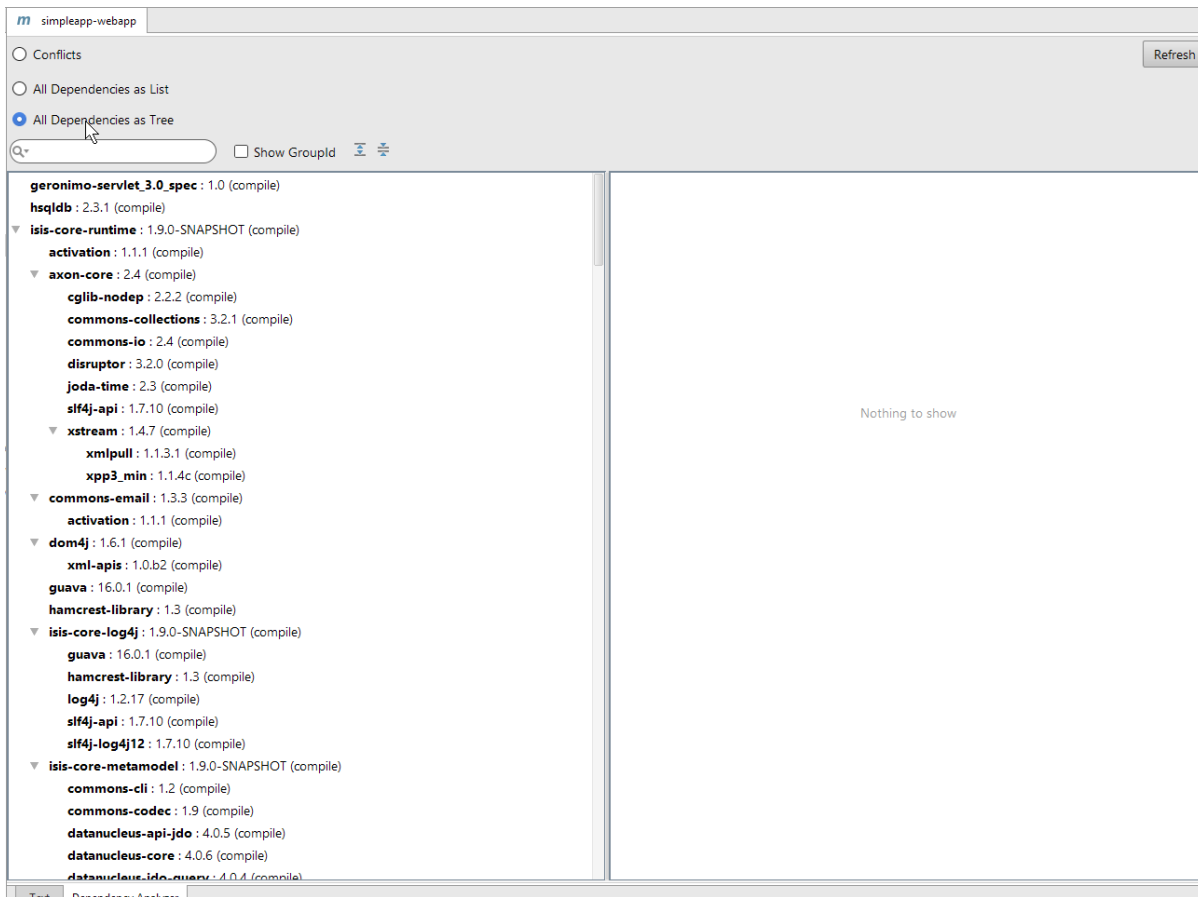 m simpleapp-webapp
Conflicts
Refresh
All Dependencies as List
All Dependencies as Tree
Show GroupId
geronimo-servlet_3.0_spec : 1.0 (compile)
hsqldb : 2.3.1 (compile)
isis-core-runtime : 1.9.0-SNAPSHOT (compile)
activation : 1.1.1 (compile)
axon-core : 2.4 (compile)
cglib-nodep : 2.2.2 (compile)
commons-collections : 3.2.1 (compile)
commons-io : 2.4 (compile)
disruptor : 3.2.0 (compile)
joda-time : 2.3 (compile)
slf4j-api : 1.7.10 (compile)
Nothing to show
xstream : 1.4.7 (compile)
xmlpull : 1.1.3.1 (compile)
xpp3_min : 1.1.4c (compile)
commons-email : 1.3.3 (compile)
activation : 1.1.1 (compile)
dom4j : 1.6.1 (compile)
xml-apis : 1.0.b2 (compile)
guava : 16.0.1 (compile)
hamcrest-library : 1.3 (compile)
isis-core-log4j : 1.9.0-SNAPSHOT (compile)
guava : 16.0.1 (compile)
hamcrest-library : 1.3 (compile)
log4j : 1.2.17 (compile)
slf4j-api : 1.7.10 (compile)
slf4j-log4j12 : 1.7.10 (compile)
isis-core-metamodel : 1.9.0-SNAPSHOT (compile)
commons-cli : 1.2 (compile)
commons-codec : 1.9 (compile)
datanucleus-api-jdo : 4.0.5 (compile)
datanucleus-core : 4.0.6 (compile)
datanucleus-jdo-query : 4.0.4 (compile)
Text Dependency Analyzer